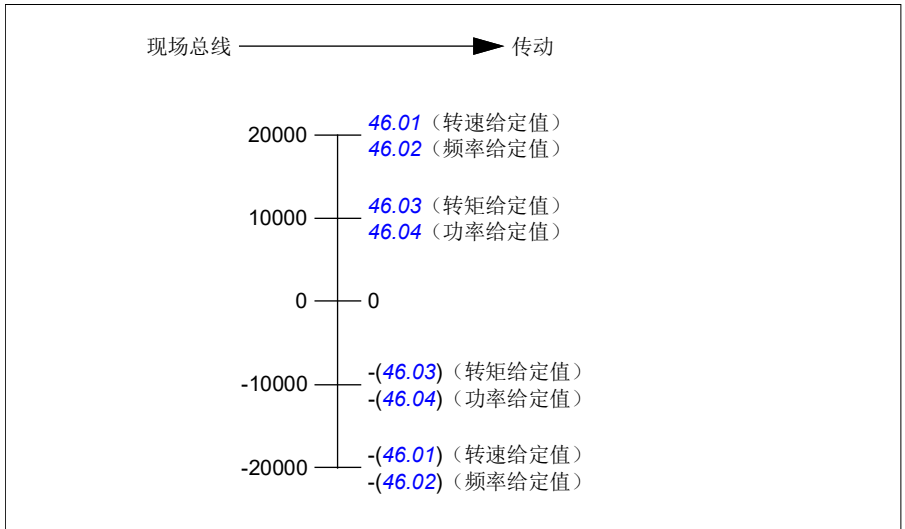 现场总线 传动
20000 46.01（转速给定值）
46.02（频率给定值）
10000 46.03（转矩给定值）
46.04（功率给定值）
0 0
-10000 -(46.03)（转矩给定值）
-(46.04)（功率给定值）
-20000 -(46.01)（转速给定值）
-(46.02)（频率给定值）